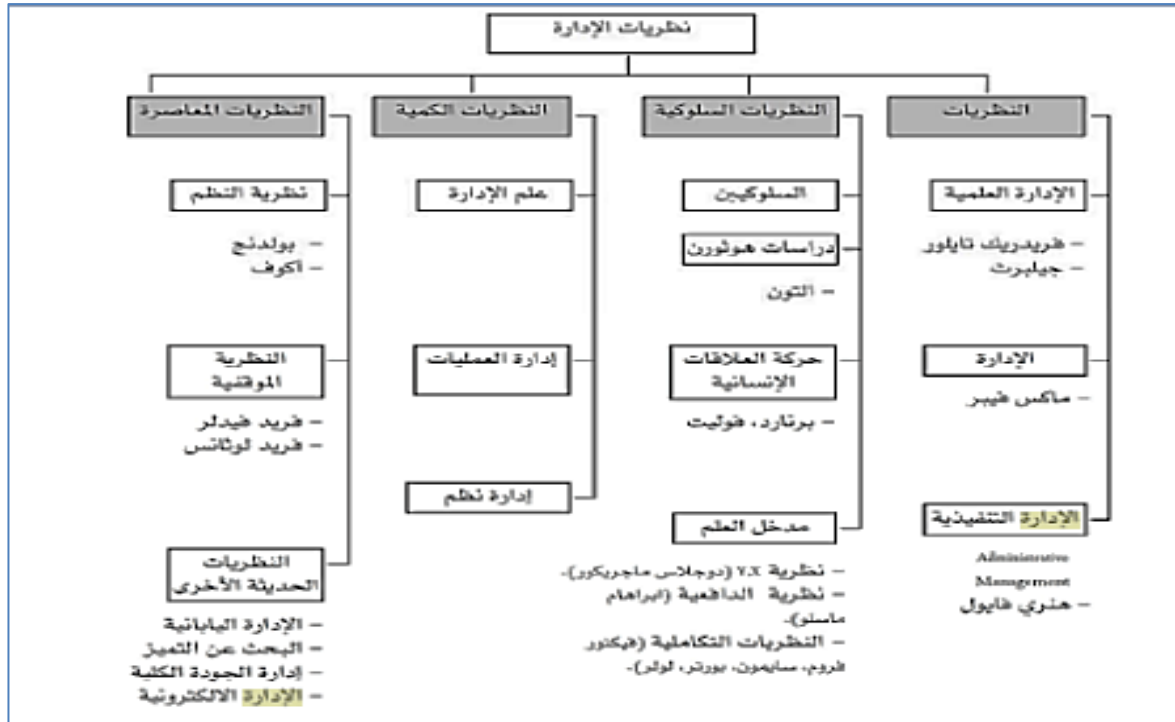 نظريات الإدارة
النظريات
النظريات السلوكية
النظريات الكمية
النظريات المعاصرة
الإدارة العلمية
– فريدريك تايلور
– جيلبرت
الإدارة
– ماكس فيبر
الإدارة التنفيذية
Administrative
Management
– هنري فايول
السلوكيين
دراسات هوثورن
– التون
حركة العلاقات
الإنسانية
– برنارد، فوليت
مدخل العلم
– نظرية Y،X (دوجلاس ماجريكور).
– نظرية الدافعية (ابراهام
ماسلو).
– النظريات التكاملية (فيكتور
فروم، سايمون، بورتر، لولر).
علم الإدارة
إدارة العمليات
إدارة نظم
نظرية النظم
– بولدنج
– أكوف
النظرية
الموقفية
– فريد فيدلر
– فريد لوثانس
النظريات
الحديثة الأخرى
– الإدارة اليابانية
– البحث عن التميز
– إدارة الجودة الكلية
– الإدارة الالكترونية